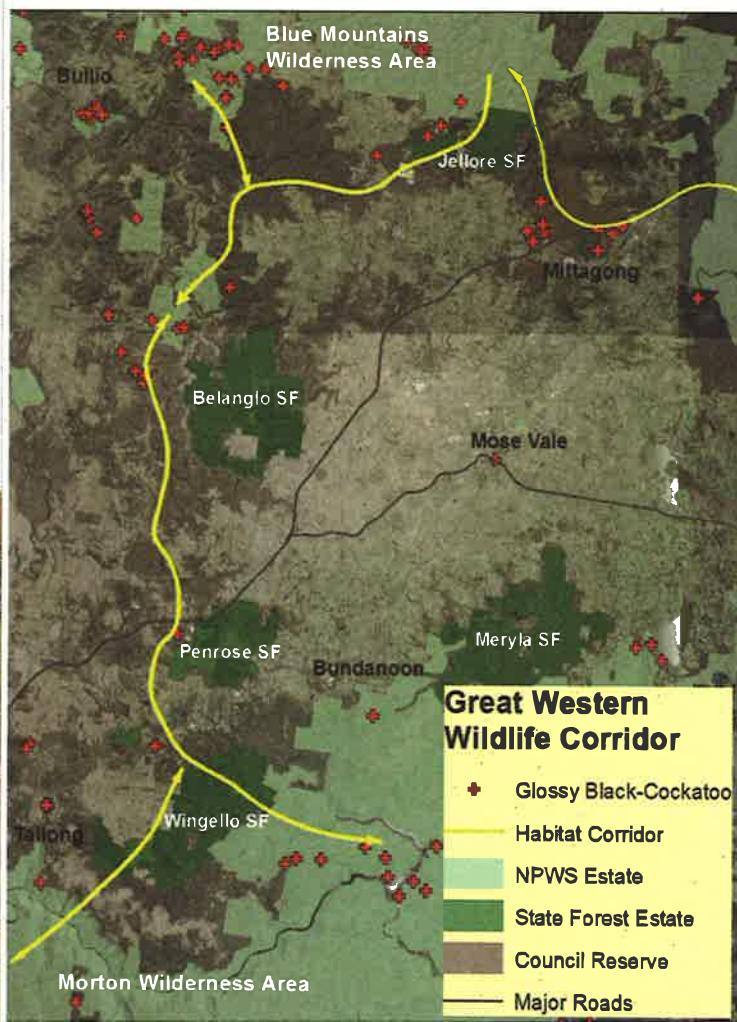 Blue Mountains
Wilderness Area
Bullio
Jellore SF
Mittagong
Belanglo SF
Mose Vale
Penrose SF
Meryla SF
Bundanoon
Great Western
Wildlife Corridor
Glossy Black-Cockatoo
Wingello SF
Habitat Corridor
Tallong
NPWS Estate
State Forest Estate
Council Reserve
Morton Wilderness Area
Major Roads